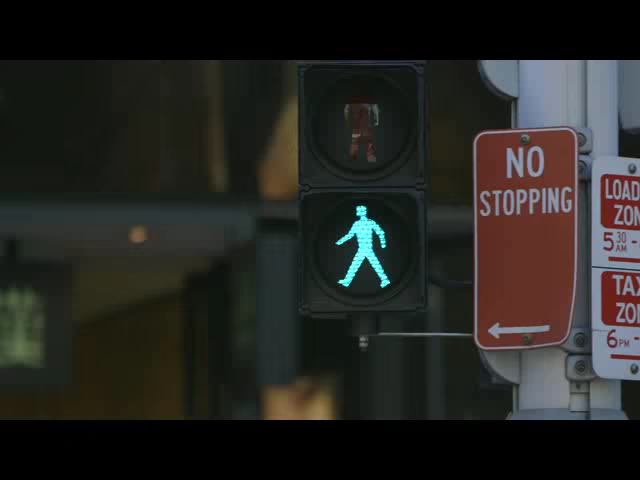 NO
STOPPING
LOAD
ZON
5 30 AM -
TAX
ZON
6 PM -